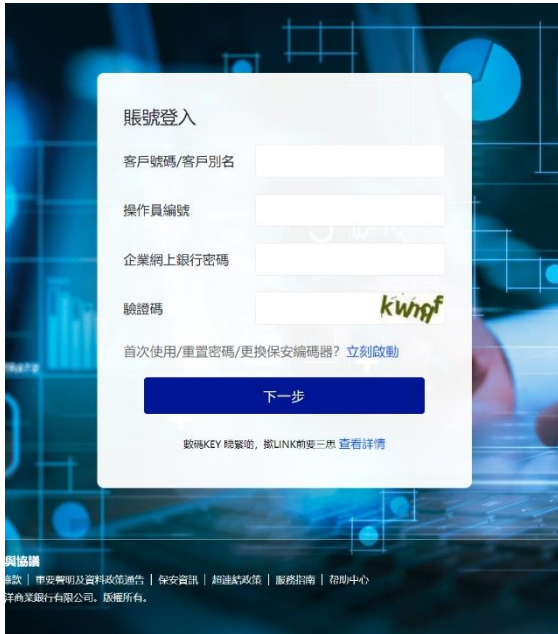 賬號登入
客戶號碼/客戶別名
操作員編號
企業網上銀行密碼
驗證碼
首次使用/重置密碼/更換保安編碼器? 立刻啟動
下一步
數碼KEY 睇緊啲，撳LINK前要三思 查看詳情
與協議
條款 | 重要聲明及資料政策通告 | 保安資訊 | 超連結政策 | 服務指南 | 幫助中心
洋商業銀行有限公司。版權所有。